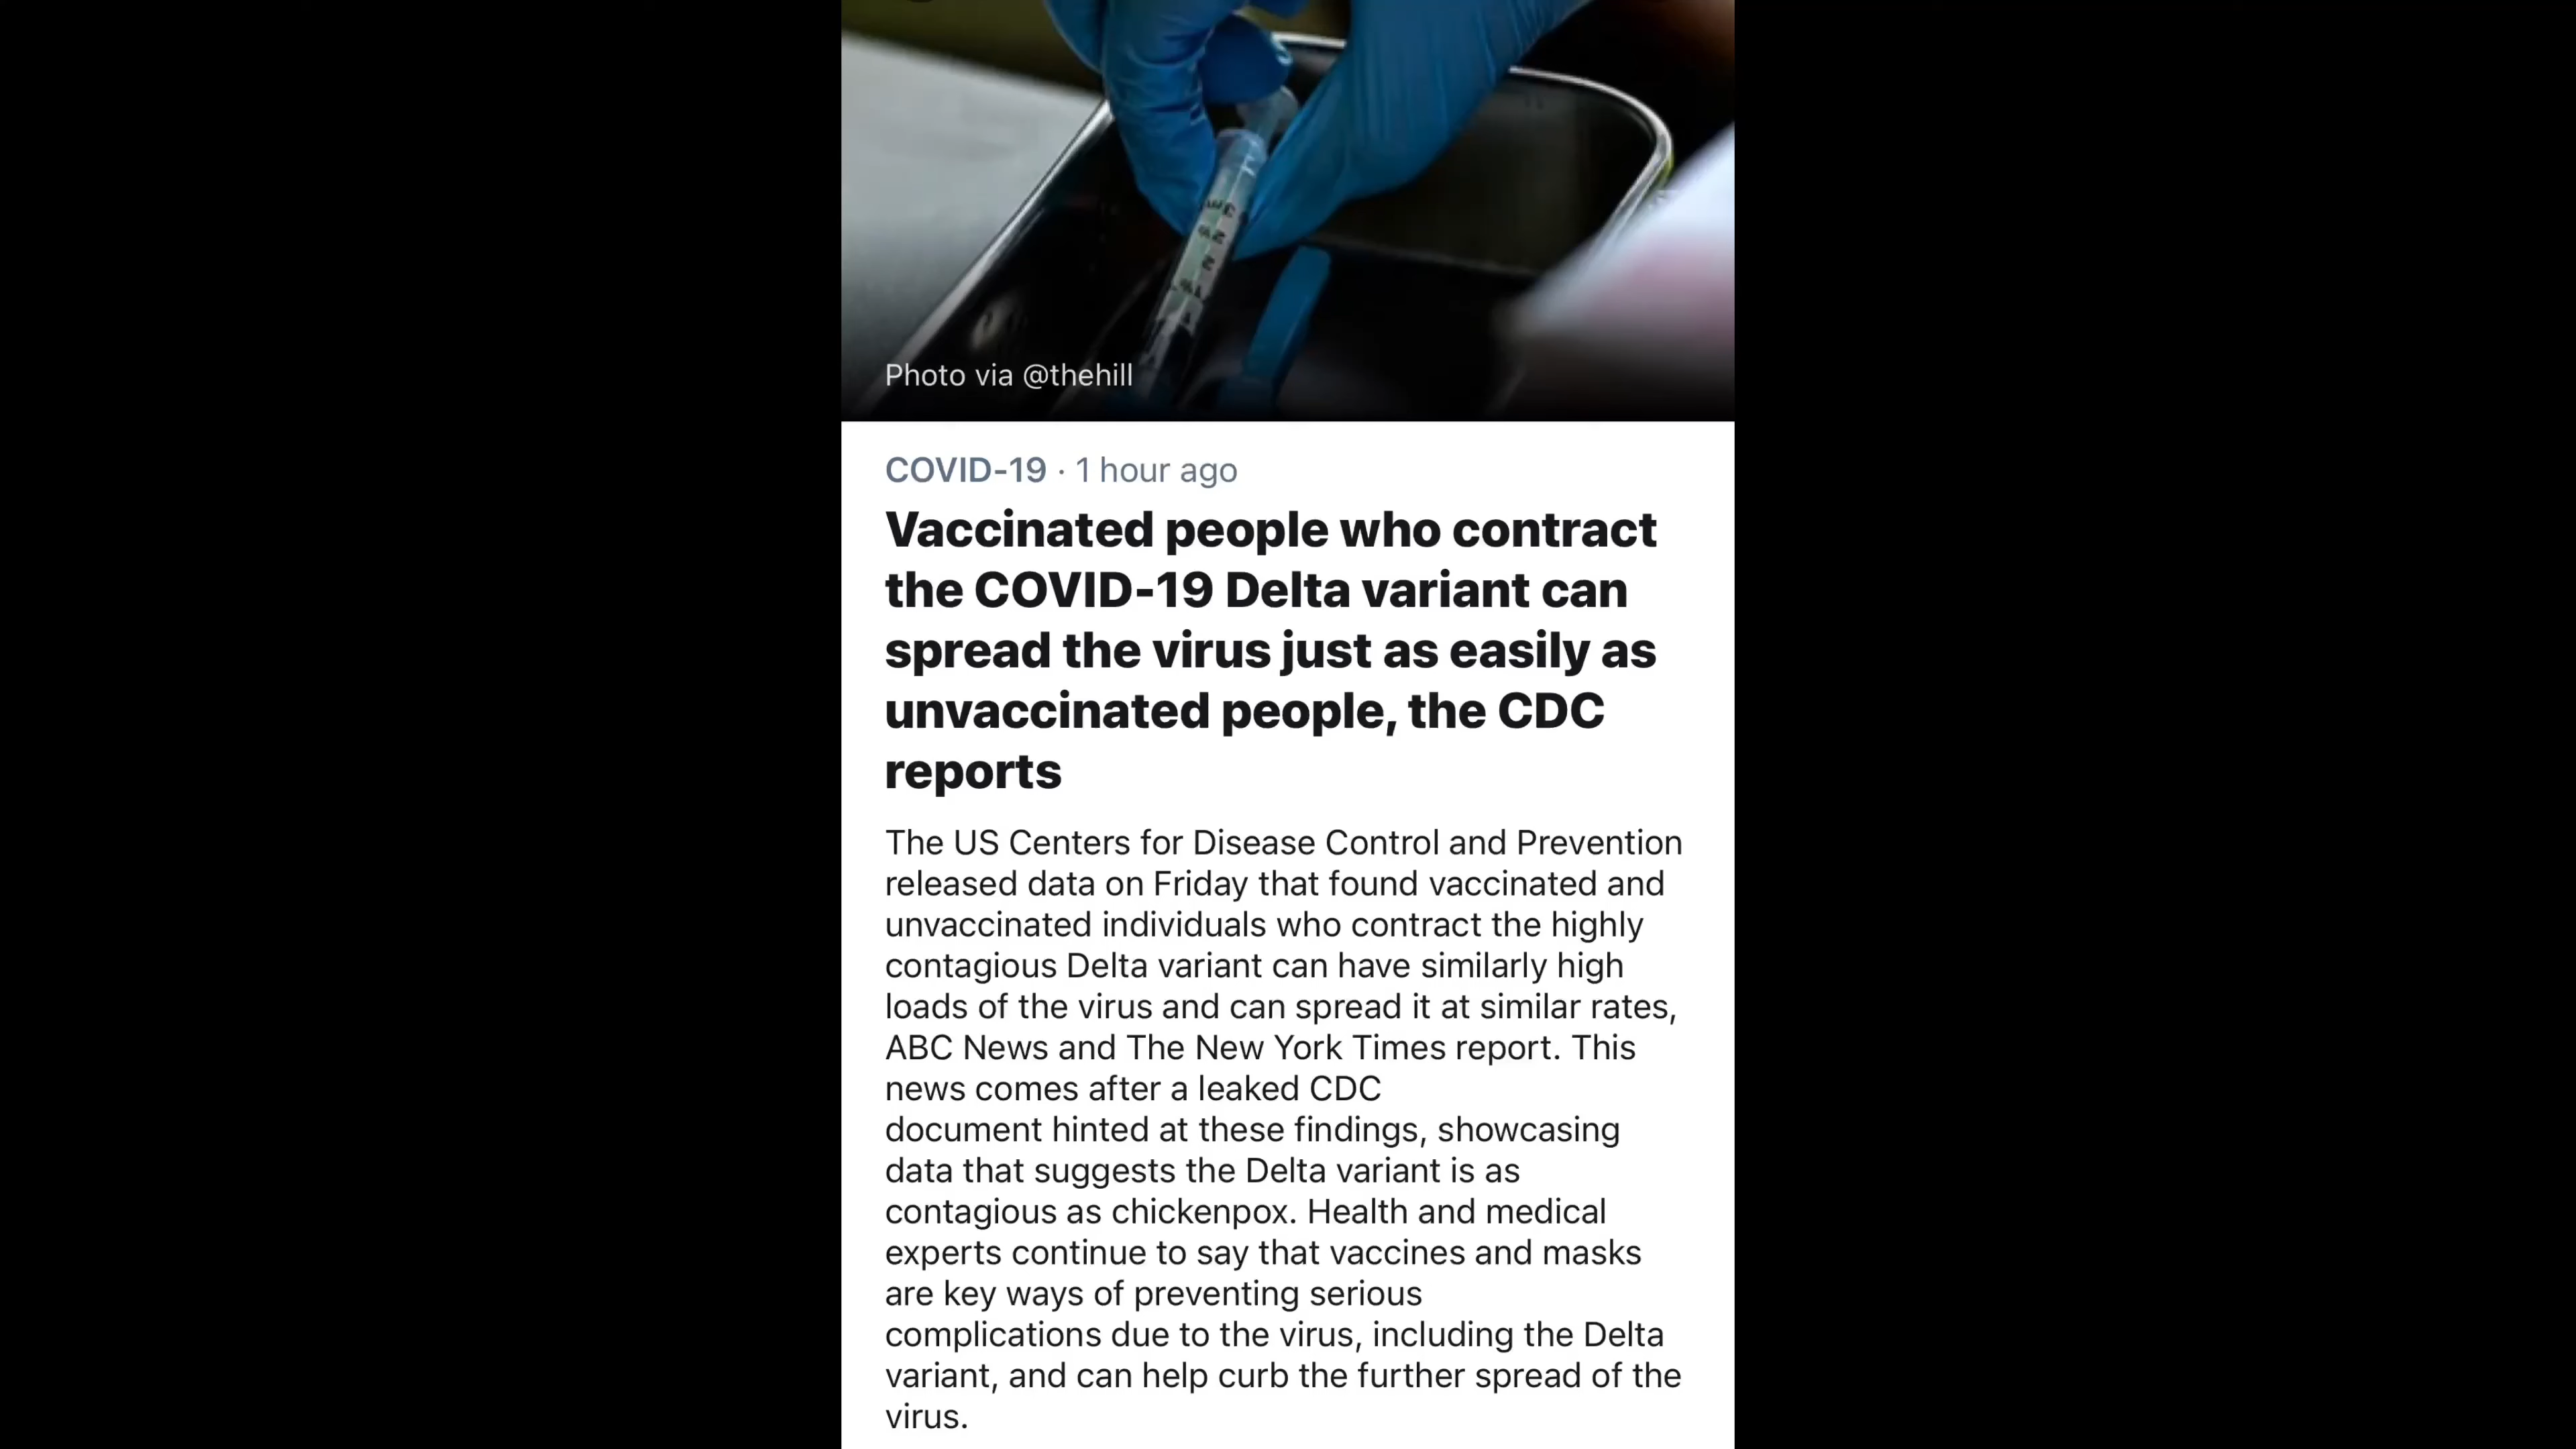 Photo via @thehill
COVID-19 · 1 hour ago
Vaccinated people who contract
the COVID-19 Delta variant can
spread the virus just as easily as
unvaccinated people, the CDC
reports
The US Centers for Disease Control and Prevention
released data on Friday that found vaccinated and
unvaccinated individuals who contract the highly
contagious Delta variant can have similarly high
loads of the virus and can spread it at similar rates,
ABC News and The New York Times report. This
news comes after a leaked CDC
document hinted at these findings, showcasing
data that suggests the Delta variant is as
contagious as chickenpox. Health and medical
experts continue to say that vaccines and masks
are key ways of preventing serious
complications due to the virus, including the Delta
variant, and can help curb the further spread of the
virus.